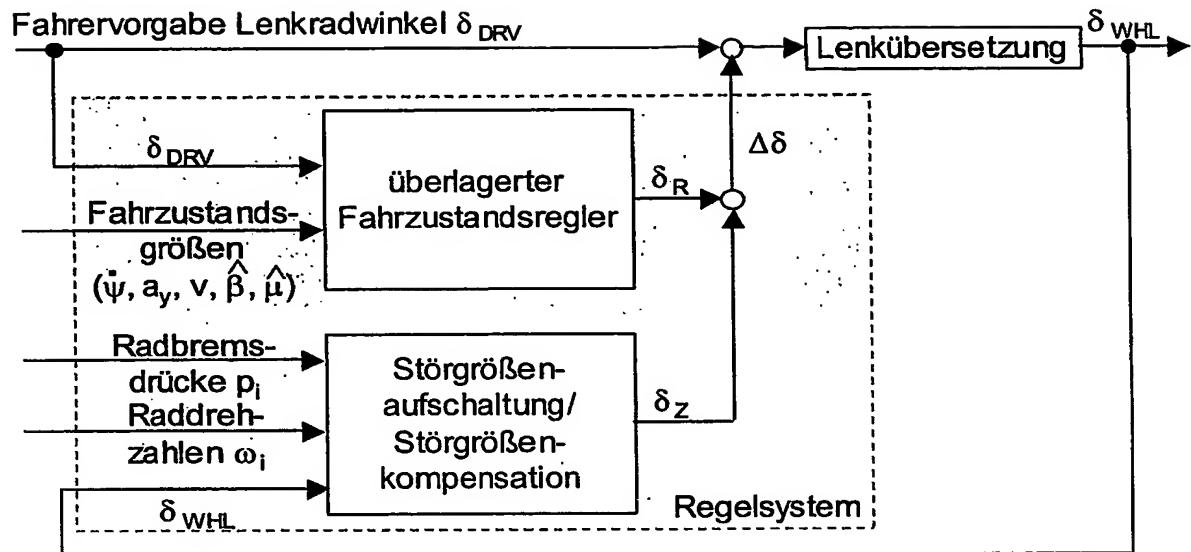 Fahrervorgabe Lenkradwinkel δ DRV
Lenkübersetzung
δ WHL
δ DRV
überlagerter
Fahrzustandsregler
δ R
Δδ
Fahrzustands-
größen
(ψ̇, a_y, v, β̂, μ̂)
Radbrems-
drücke p_i
Raddreh-
zahlen ω_i
δ WHL
Störgrößen-
aufschaltung/
Störgrößen-
kompensation
δ Z
Regelsystem